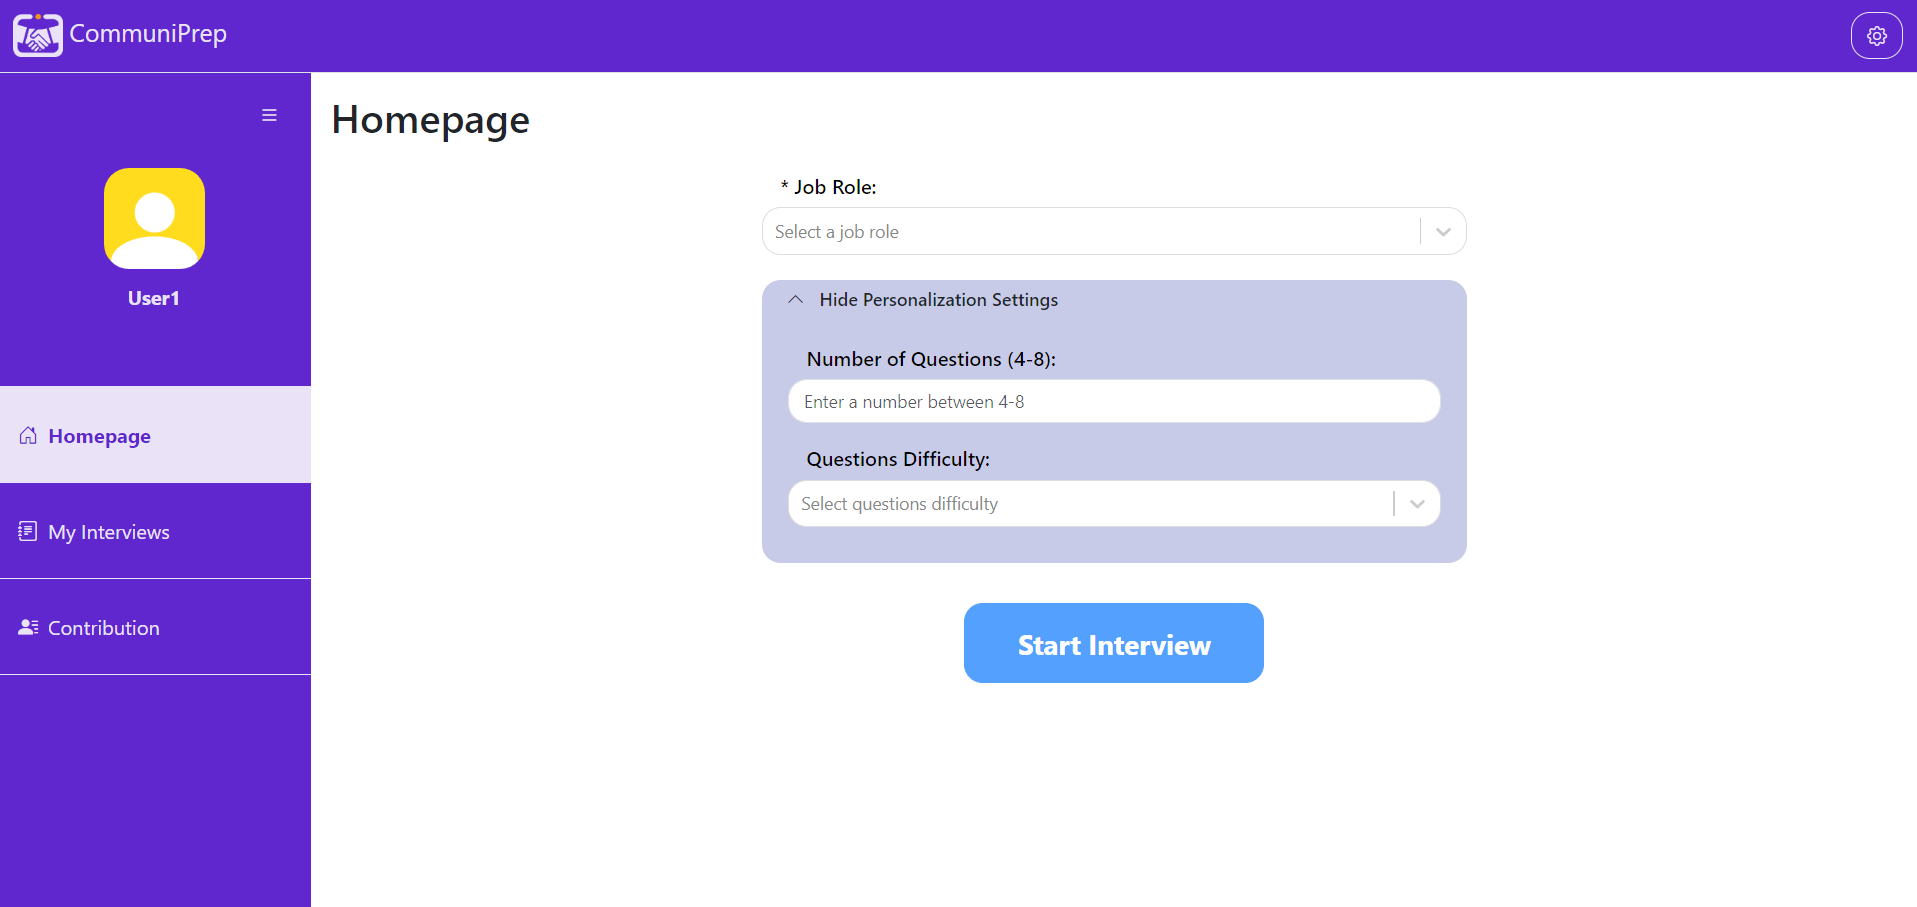 CommuniPrep
User1
Homepage
My Interviews
Contribution
Homepage
* Job Role:
Select a job role
Hide Personalization Settings
Number of Questions (4-8):
Enter a number between 4-8
Questions Difficulty:
Select questions difficulty
Start Interview